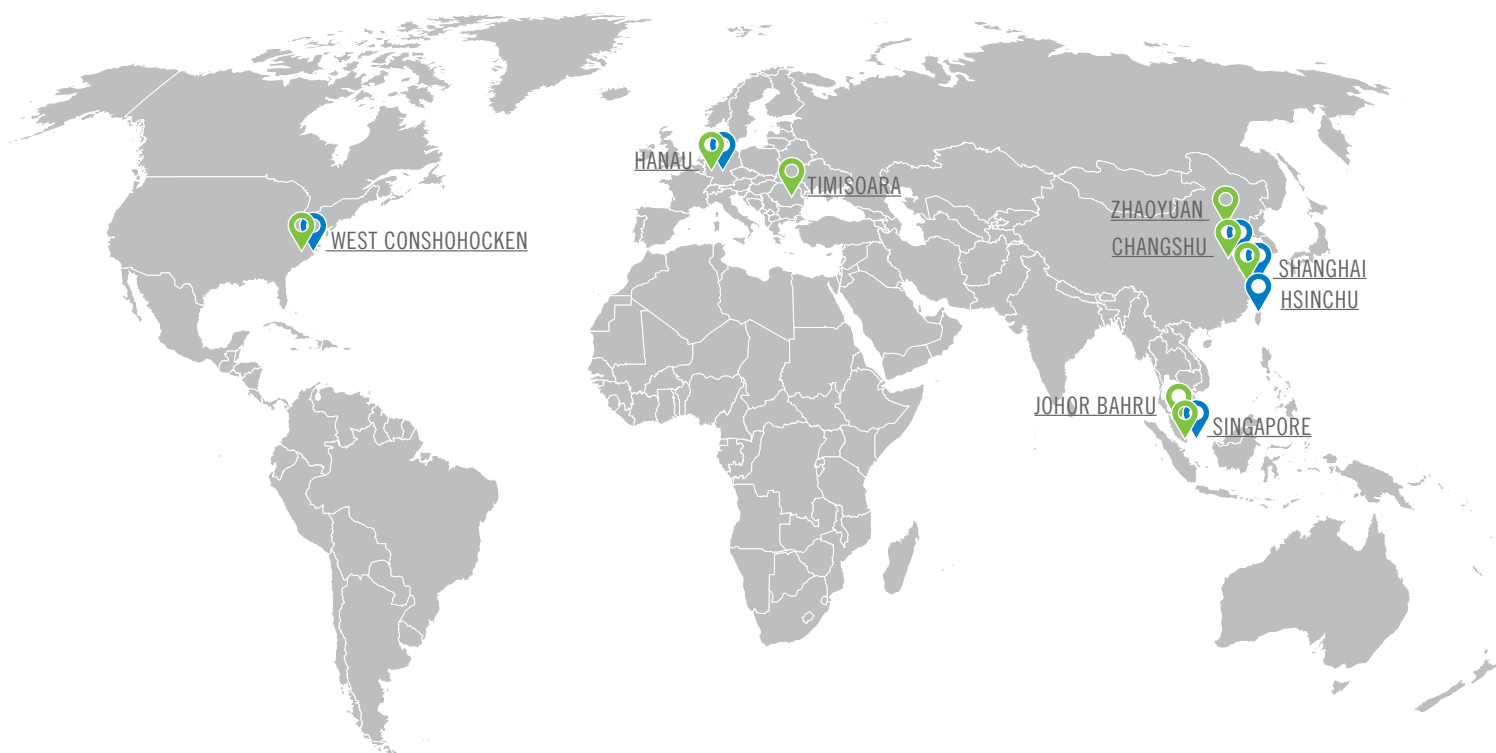 HANAU
TIMISOARA
ZHAOYUAN
WEST CONSHOHOCKEN
CHANGSHU
SHANGHAI
HSINCHU
JOHOR BAHRU
SINGAPORE